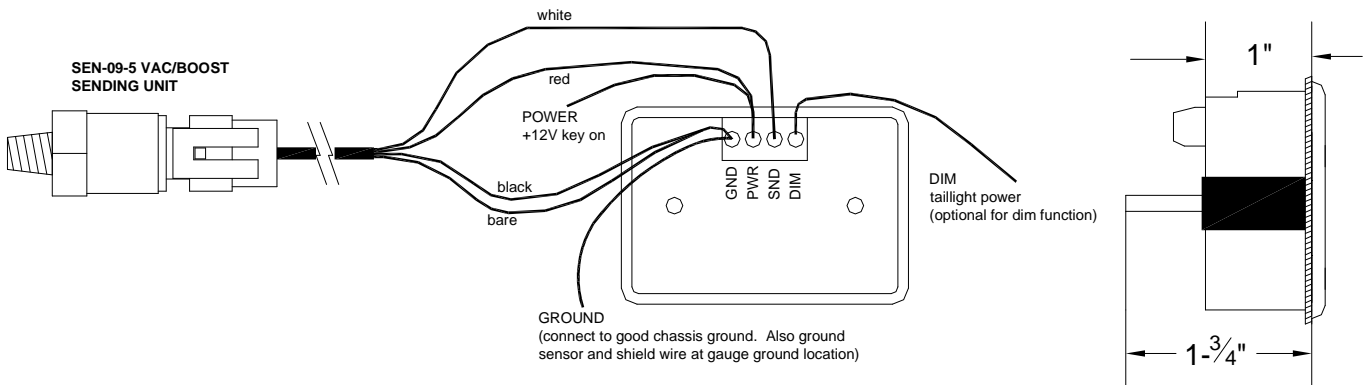 white
1"
SEN-09-5 VAC/BOOST
SENDING UNIT
red
POWER
+12V key on
GND
PWR
SND
DIM
black
bare
DIM
taillight power
(optional for dim function)
GROUND
(connect to good chassis ground.  Also ground
sensor and shield wire at gauge ground location)
1-3/4"